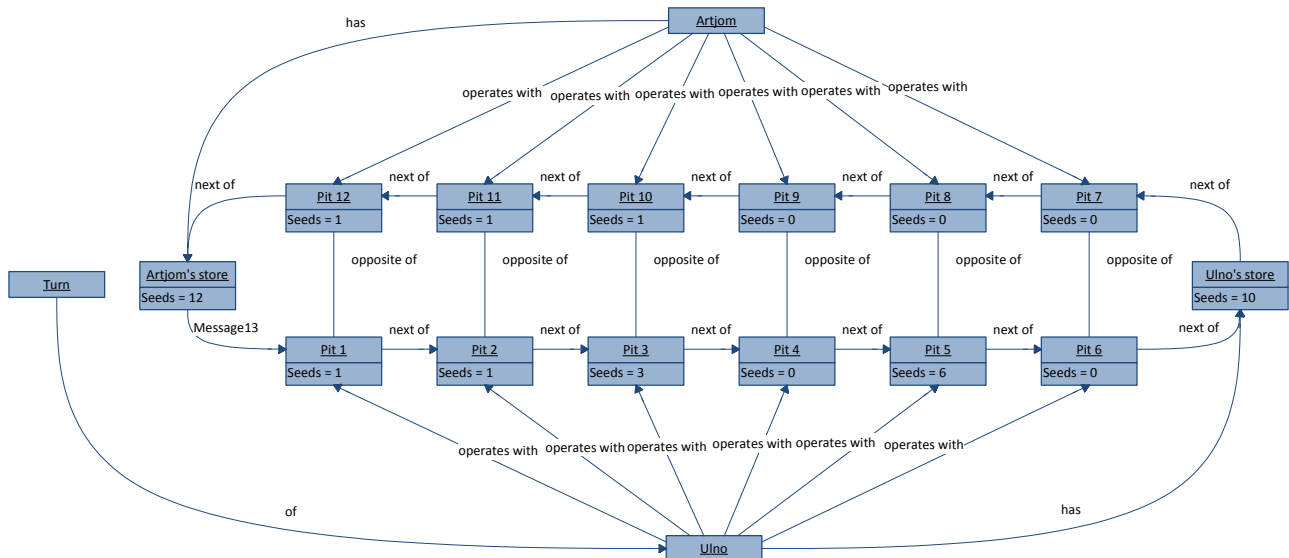 Artjom
has
operates with operates with operates with operates with operates with operates with
next of next of next of next of next of next of next of
Pit 12 Pit 11 Pit 10 Pit 9 Pit 8 Pit 7
Seeds = 1 Seeds = 1 Seeds = 1 Seeds = 0 Seeds = 0 Seeds = 0
opposite of opposite of opposite of opposite of opposite of opposite of
Turn Artjom's store Ulno's store
Seeds = 12 Seeds = 10
Message13 next of next of next of next of next of next of
Pit 1 Pit 2 Pit 3 Pit 4 Pit 5 Pit 6
Seeds = 1 Seeds = 1 Seeds = 3 Seeds = 0 Seeds = 6 Seeds = 0
operates with operates with operates with operates with operates with operates with
of has
Ulno